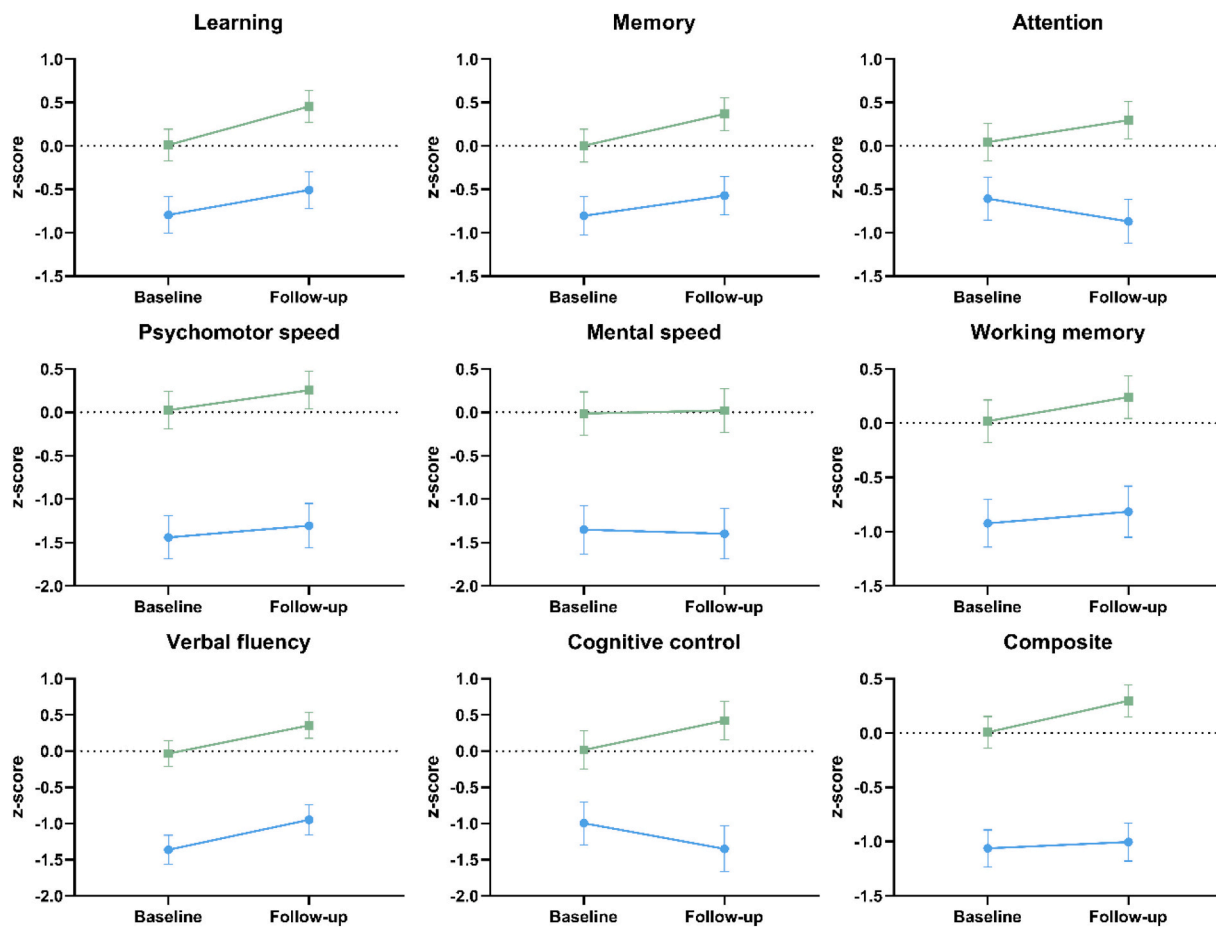 Learning
1.0
0.5
0.0
-0.5
-1.0
-1.5
z-score
Baseline Follow-up
Memory
1.0
0.5
0.0
-0.5
-1.0
-1.5
z-score
Baseline Follow-up
Attention
1.0
0.5
0.0
-0.5
-1.0
-1.5
z-score
Baseline Follow-up
Psychomotor speed
0.5
0.0
-0.5
-1.0
-1.5
-2.0
z-score
Baseline Follow-up
Mental speed
0.5
0.0
-0.5
-1.0
-1.5
-2.0
z-score
Baseline Follow-up
Working memory
0.5
0.0
-0.5
-1.0
-1.5
z-score
Baseline Follow-up
Verbal fluency
1.0
0.5
0.0
-0.5
-1.0
-1.5
-2.0
z-score
Baseline Follow-up
Cognitive control
1.0
0.5
0.0
-0.5
-1.0
-1.5
-2.0
z-score
Baseline Follow-up
Composite
0.5
0.0
-0.5
-1.0
-1.5
z-score
Baseline Follow-up